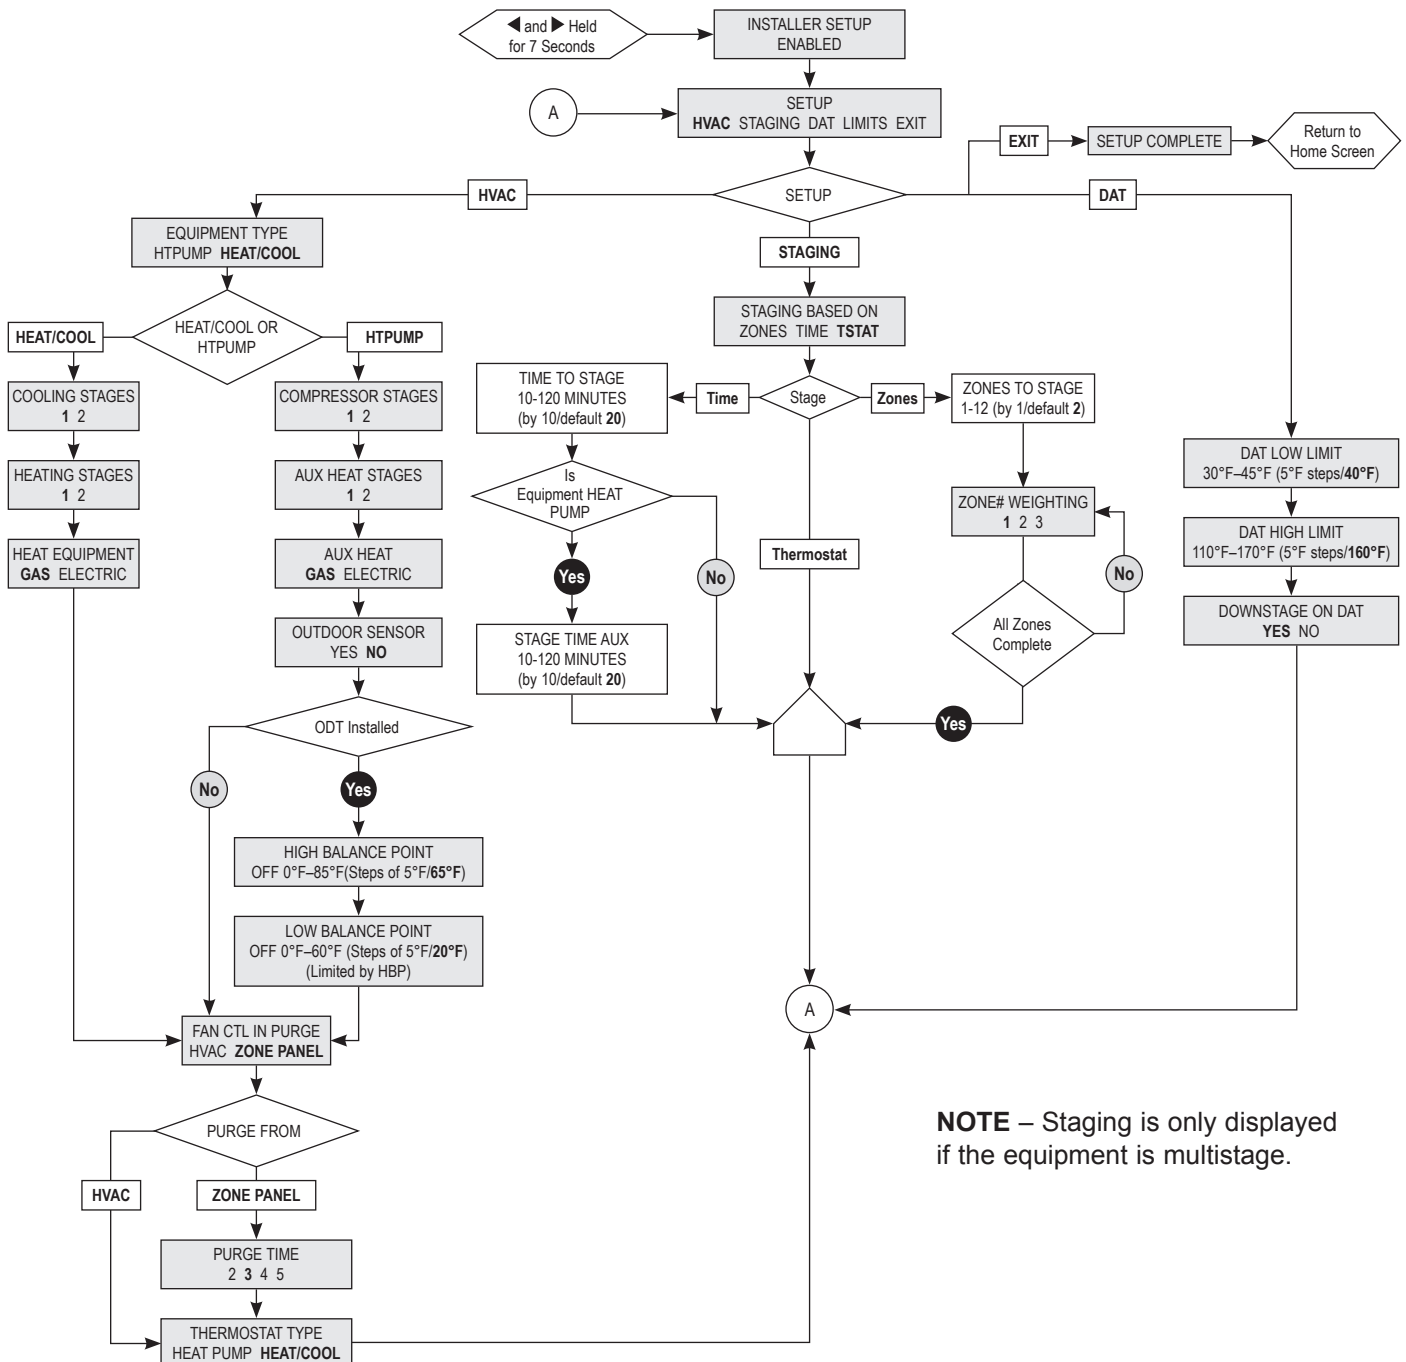 ◀ and ▶ Held
for 7 Seconds
INSTALLER SETUP
ENABLED
A
SETUP
HVAC STAGING DAT LIMITS EXIT
EXIT
SETUP COMPLETE
Return to
Home Screen
HVAC
SETUP
DAT
EQUIPMENT TYPE
HTPUMP HEAT/COOL
STAGING
HEAT/COOL
HEAT/COOL OR
HTPUMP
HTPUMP
STAGING BASED ON
ZONES TIME TSTAT
COOLING STAGES
1 2
COMPRESSOR STAGES
1 2
TIME TO STAGE
10-120 MINUTES
(by 10/default 20)
Time
Stage
Zones
ZONES TO STAGE
1-12 (by 1/default 2)
HEATING STAGES
1 2
AUX HEAT STAGES
1 2
Is
Equipment HEAT
PUMP
ZONE# WEIGHTING
1 2 3
DAT LOW LIMIT
30°F–45°F (5°F steps/40°F)
HEAT EQUIPMENT
GAS ELECTRIC
AUX HEAT
GAS ELECTRIC
Yes
No
Thermostat
No
DAT HIGH LIMIT
110°F–170°F (5°F steps/160°F)
OUTDOOR SENSOR
YES NO
STAGE TIME AUX
10-120 MINUTES
(by 10/default 20)
All Zones
Complete
DOWNSTAGE ON DAT
YES NO
ODT Installed
Yes
No
Yes
HIGH BALANCE POINT
OFF 0°F–85°F(Steps of 5°F/65°F)
LOW BALANCE POINT
OFF 0°F–60°F (Steps of 5°F/20°F)
(Limited by HBP)
A
FAN CTL IN PURGE
HVAC ZONE PANEL
PURGE FROM
NOTE – Staging is only displayed
if the equipment is multistage.
HVAC
ZONE PANEL
PURGE TIME
2 3 4 5
THERMOSTAT TYPE
HEAT PUMP HEAT/COOL